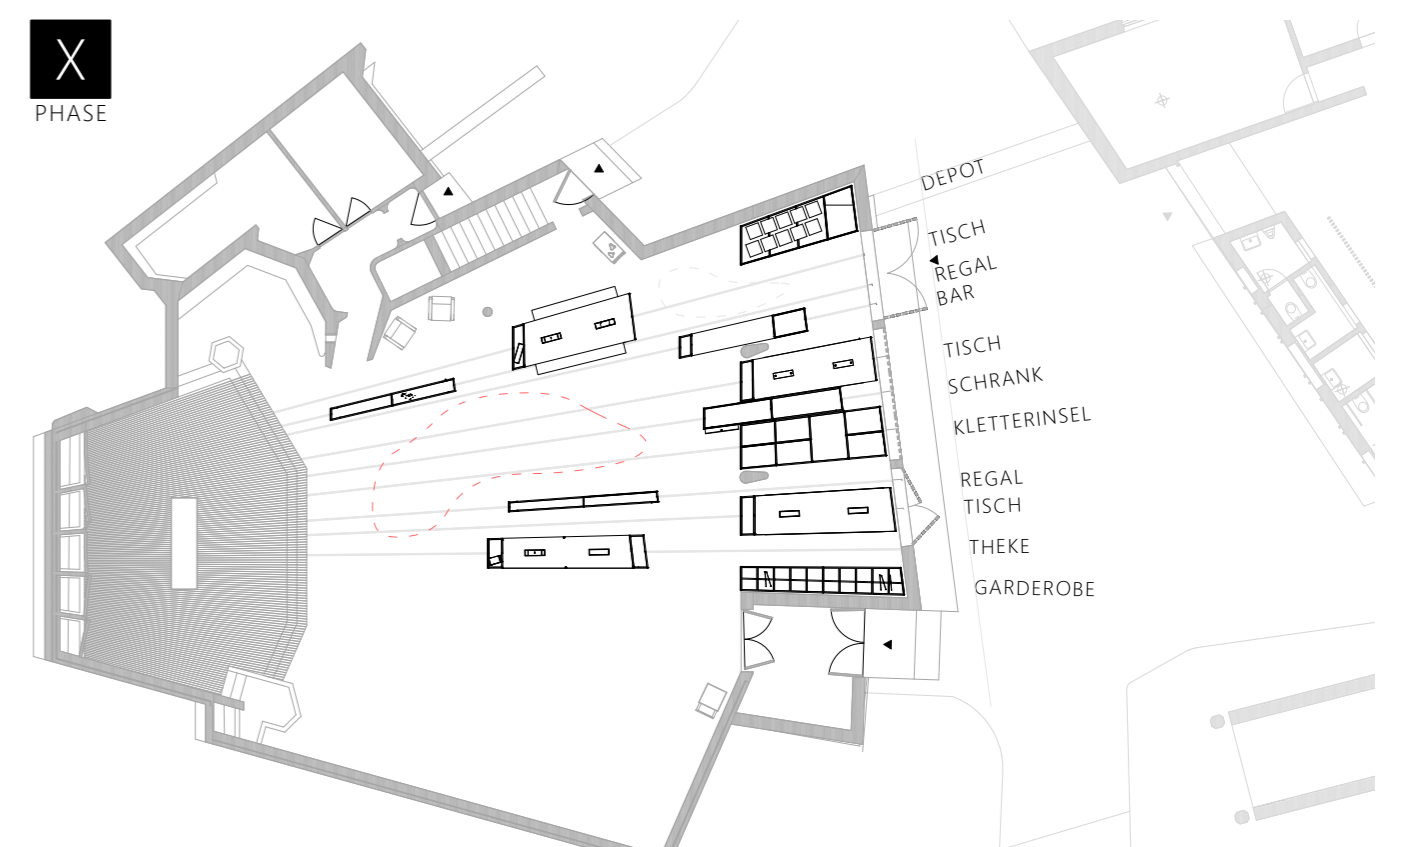 X
PHASE
DEPOT
TISCH
REGAL
BAR
TISCH
SCHRANK
KLETTERINSEL
REGAL
TISCH
THEKE
GARDEROBE